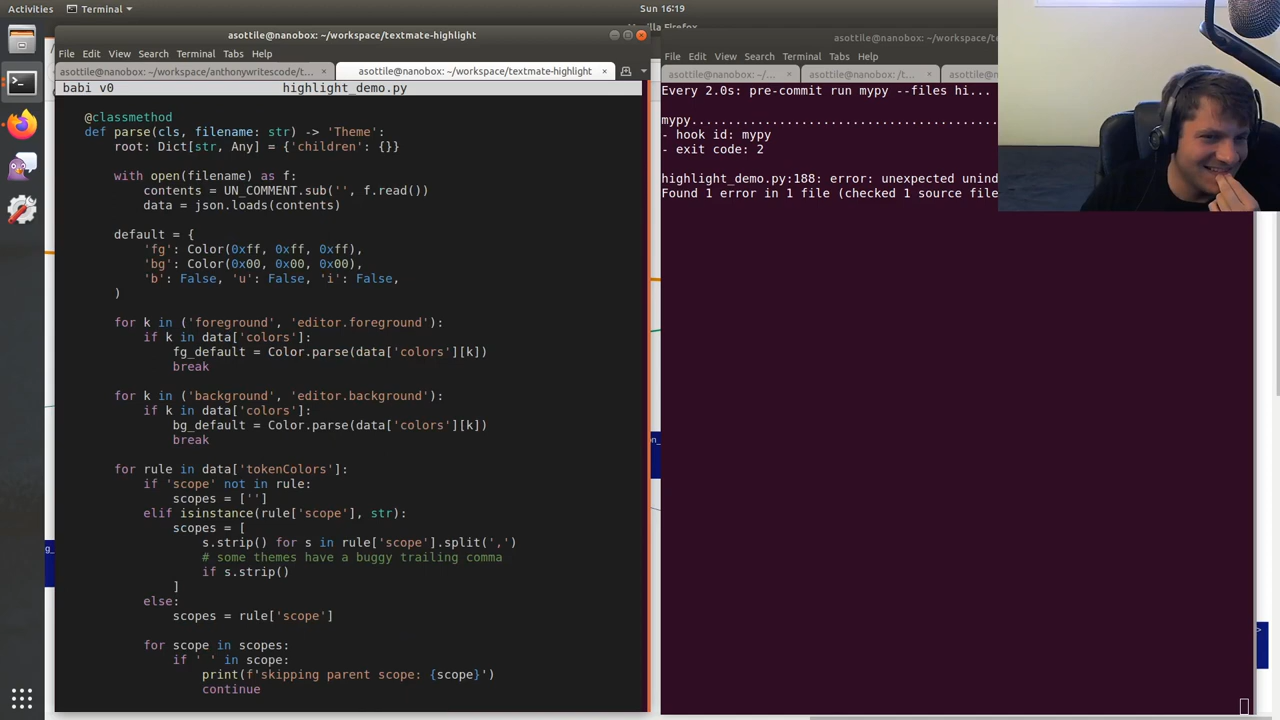 Activities
Terminal
Sun 16:19
asottile@nanobox: ~/workspace/textmate-highlight
File Edit View Search Terminal Tabs Help
asottile@nanobox: ~/workspace/anthonywritescode/t...
asottile@nanobox: ~/workspace/textmate-highlight
babi v0
highlight_demo.py
@classmethod
def parse(cls, filename: str) -> 'Theme':
root: Dict[str, Any] = {'children': {}}
with open(filename) as f:
contents = UN_COMMENT.sub('', f.read())
data = json.loads(contents)
default = {
'fg': Color(0xff, 0xff, 0xff),
'bg': Color(0x00, 0x00, 0x00),
'b': False, 'u': False, 'i': False,
)
for k in ('foreground', 'editor.foreground'):
if k in data['colors']:
fg_default = Color.parse(data['colors'][k])
break
for k in ('background', 'editor.background'):
if k in data['colors']:
bg_default = Color.parse(data['colors'][k])
break
for rule in data['tokenColors']:
if 'scope' not in rule:
scopes = ['']
elif isinstance(rule['scope'], str):
scopes = [
s.strip() for s in rule['scope'].split(',')
# some themes have a buggy trailing comma
if s.strip()
]
else:
scopes = rule['scope']
for scope in scopes:
if ' ' in scope:
print(f'skipping parent scope: {scope}')
continue
asottile@nanobox: ~/workspace/t
File Edit View Search Terminal Tabs Help
asottile@nanobox: ~/...
asottile@nanobox: /t...
asottile@nano
Every 2.0s: pre-commit run mypy --files hi...
mypy.....................................................
- hook id: mypy
- exit code: 2
highlight_demo.py:188: error: unexpected unind
Found 1 error in 1 file (checked 1 source file